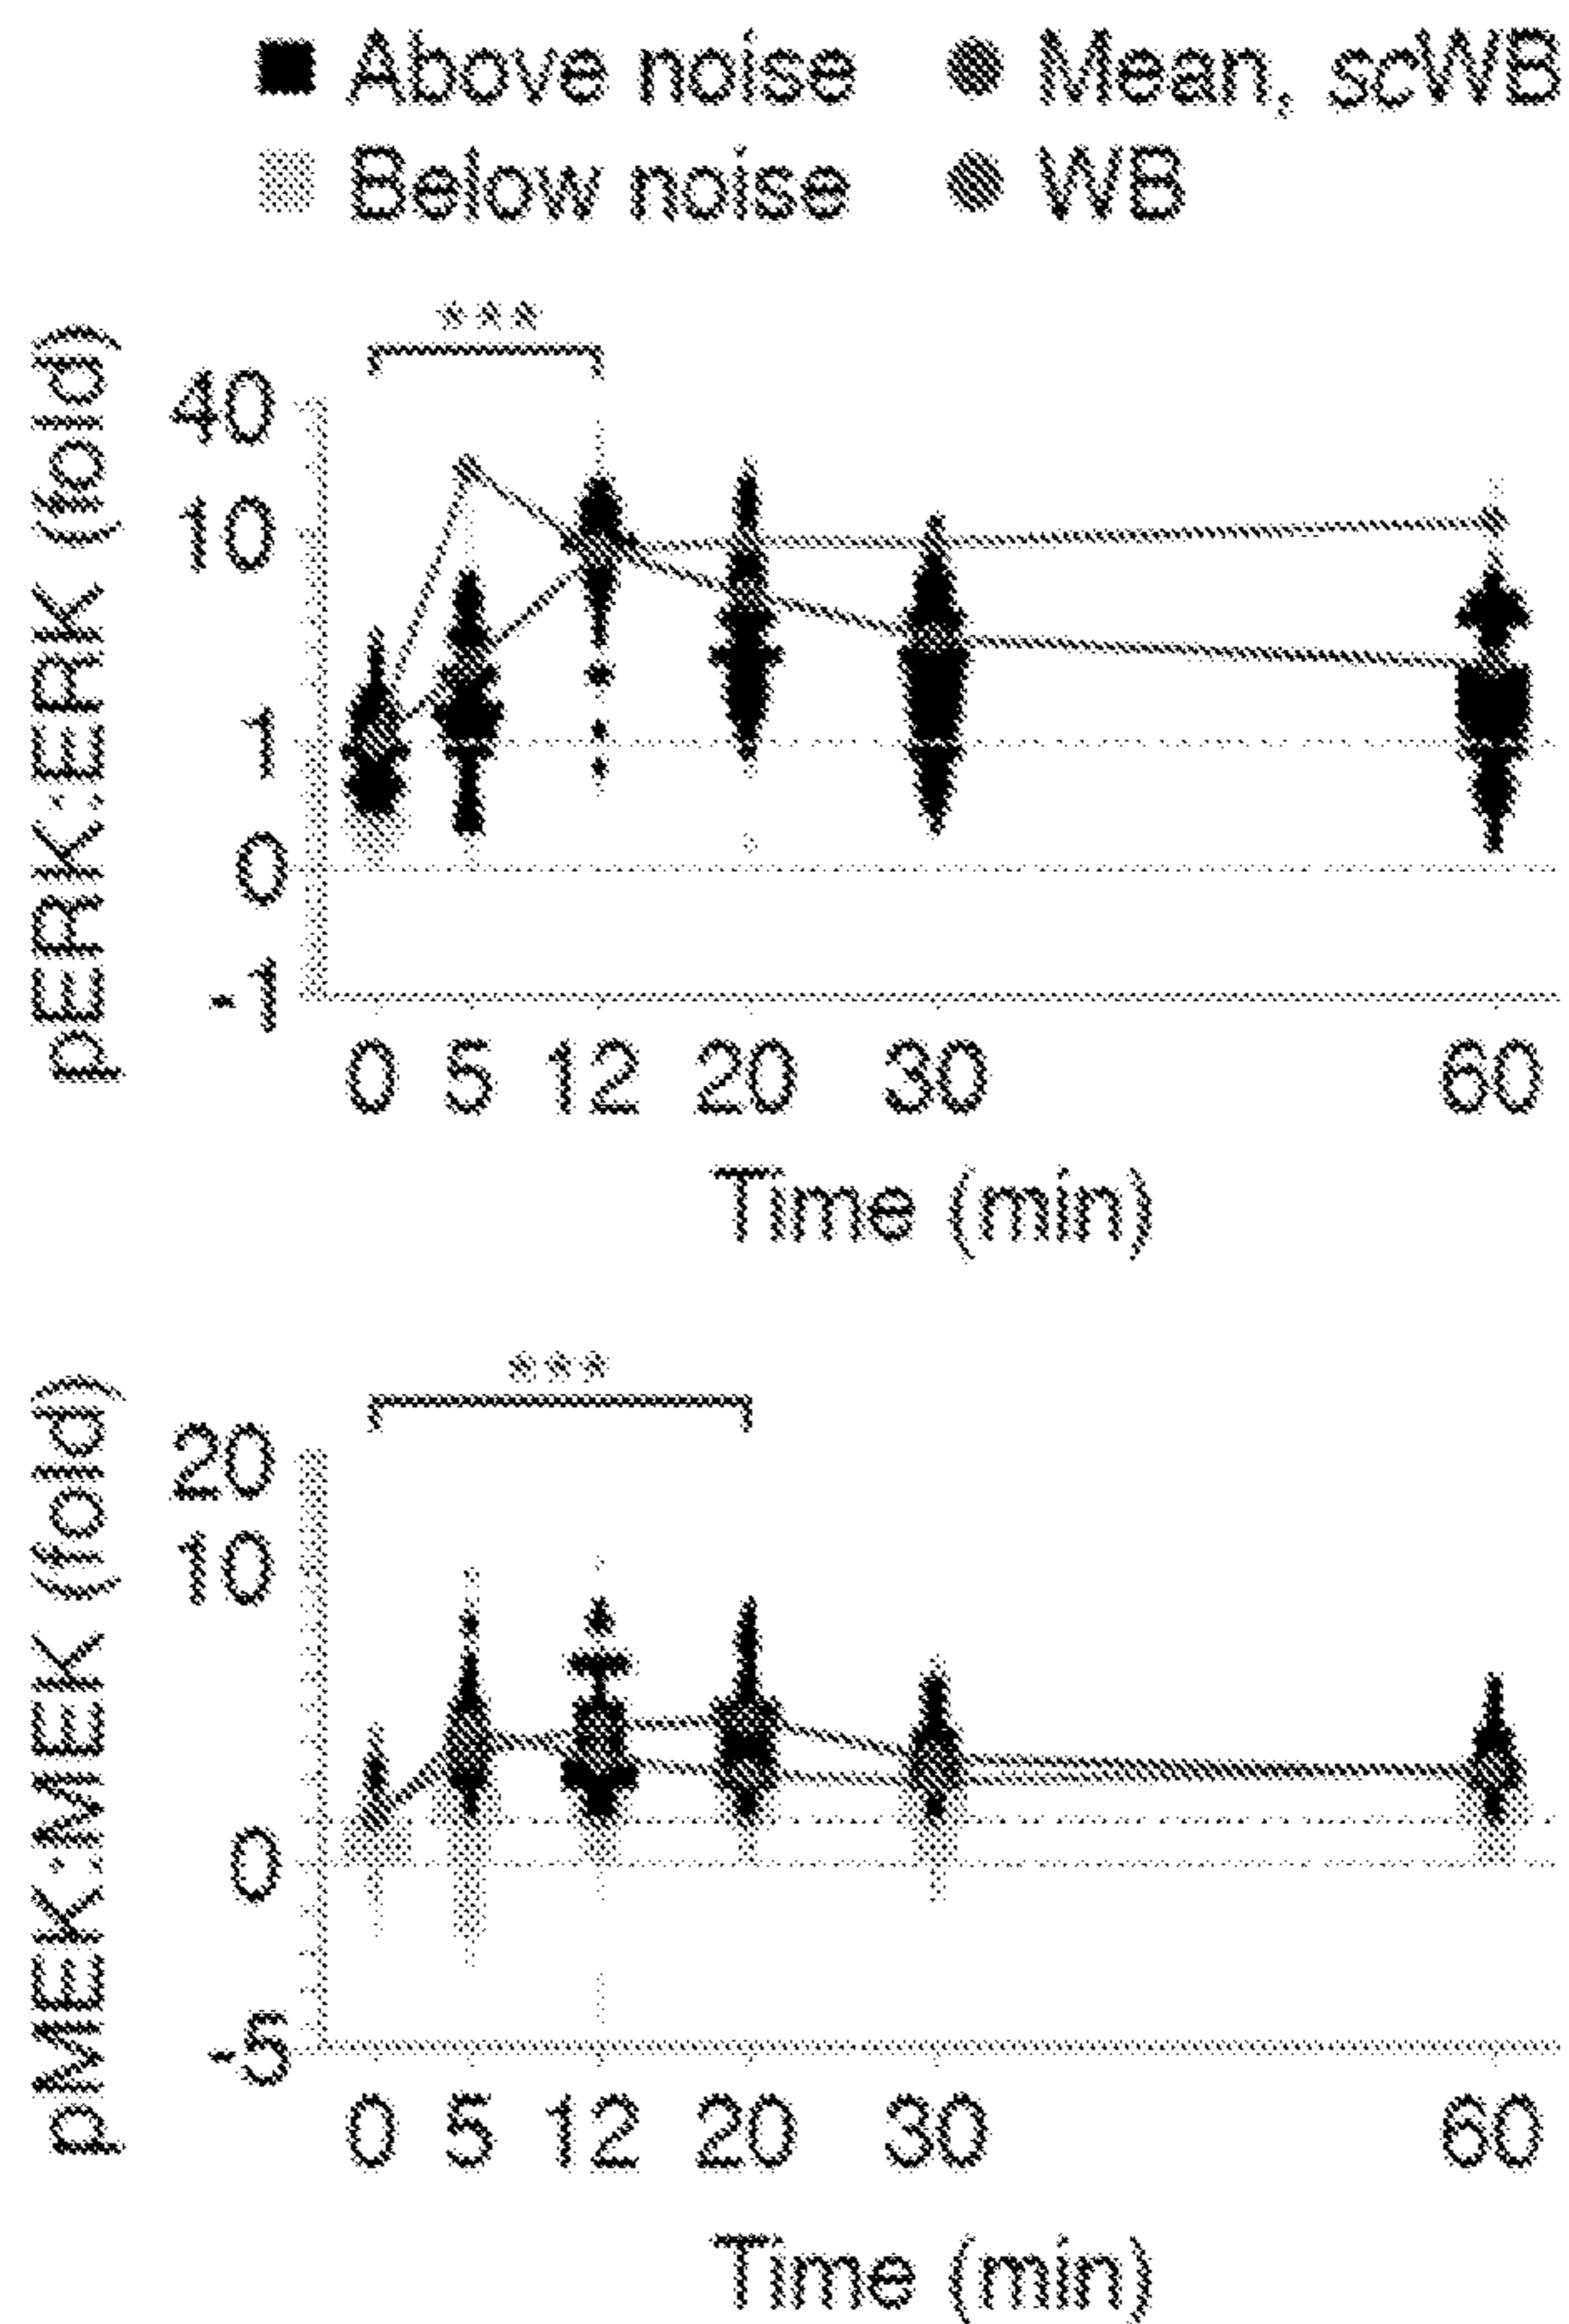 Above noise
Mean, scWB
Below noise
WB
***
pERK:ERK (fold)
40
10
1
0
-1
0 5 12 20 30 60
Time (min)
***
pMEK:MEK (fold)
20
10
0
-5
0 5 12 20 30 60
Time (min)